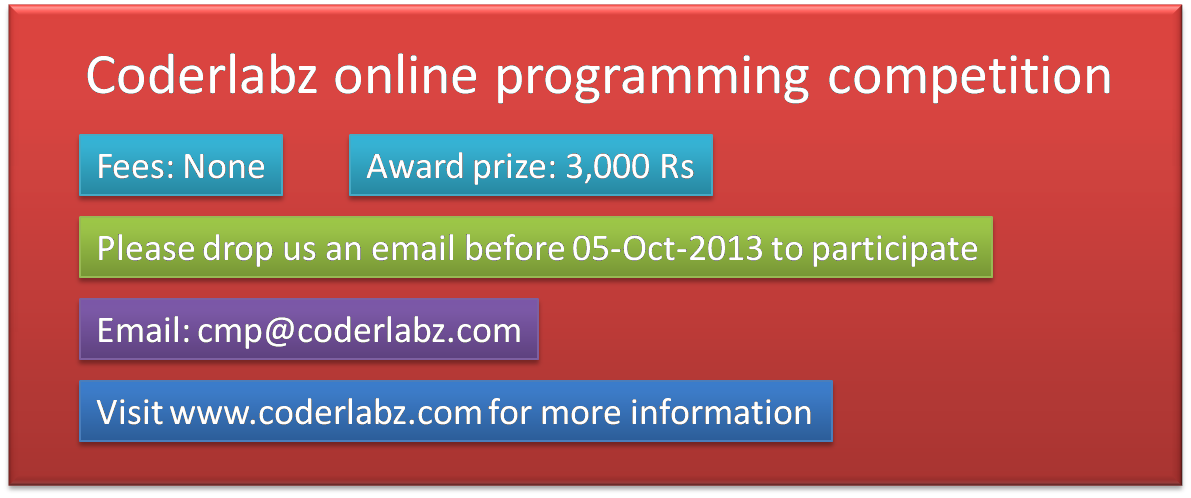 Coderlabz online programming competition
Fees: None Award prize: 3,000 Rs
Please drop us an email before 05-Oct-2013 to participate
Email: cmp@coderlabz.com
Visit www.coderlabz.com for more information